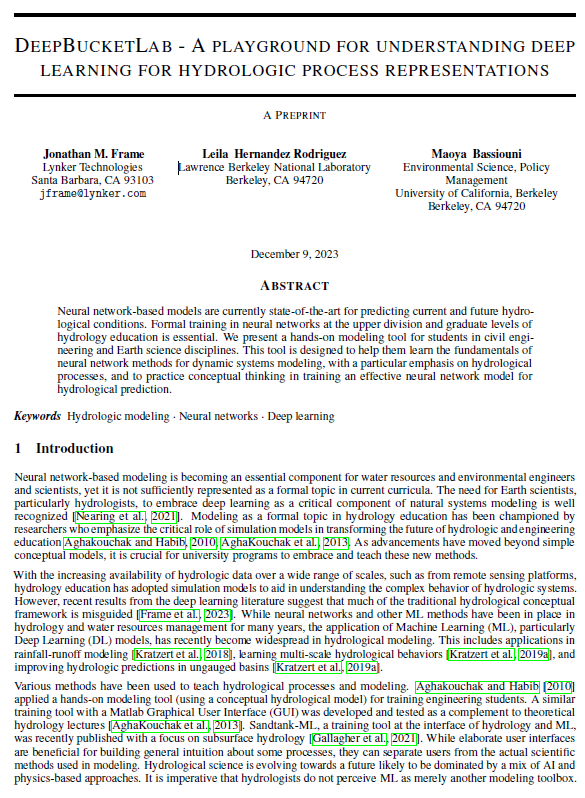 DEEPBUCKETLAB - A PLAYGROUND FOR UNDERSTANDING DEEP
LEARNING FOR HYDROLOGIC PROCESS REPRESENTATIONS
A PREPRINT
Jonathan M. Frame
Lynker Technologies
Santa Barbara, CA 93103
jframe@lynker.com
Leila Hernandez Rodriguez
Lawrence Berkeley National Laboratory
Berkeley, CA 94720
Maoya Bassiouni
Environmental Science, Policy
Management
University of California, Berkeley
Berkeley, CA 94720
December 9, 2023
ABSTRACT
Neural network-based models are currently state-of-the-art for predicting current and future hydro-
logical conditions. Formal training in neural networks at the upper division and graduate levels of
hydrology education is essential. We present a hands-on modeling tool for students in civil engi-
neering and Earth science disciplines. This tool is designed to help them learn the fundamentals of
neural network methods for dynamic systems modeling, with a particular emphasis on hydrological
processes, and to practice conceptual thinking in training an effective neural network model for
hydrological prediction.
Keywords Hydrologic modeling · Neural networks · Deep learning
1 Introduction
Neural network-based modeling is becoming an essential component for water resources and environmental engineers
and scientists, yet it is not sufficiently represented as a formal topic in current curricula. The need for Earth scientists,
particularly hydrologists, to embrace deep learning as a critical component of natural systems modeling is well
recognized [Nearing et al., 2021]. Modeling as a formal topic in hydrology education has been championed by
researchers who emphasize the critical role of simulation models in transforming the future of hydrologic and engineering
education Aghakouchak and Habib, 2010, AghaKouchak et al., 2013. As advancements have moved beyond simple
conceptual models, it is crucial for university programs to embrace and teach these new methods.
With the increasing availability of hydrologic data over a wide range of scales, such as from remote sensing platforms,
hydrology education has adopted simulation models to aid in understanding the complex behavior of hydrologic systems.
However, recent results from the deep learning literature suggest that much of the traditional hydrological conceptual
framework is misguided [Frame et al., 2023]. While neural networks and other ML methods have been in place in
hydrology and water resources management for many years, the application of Machine Learning (ML), particularly
Deep Learning (DL) models, has recently become widespread in hydrological modeling. This includes applications in
rainfall-runoff modeling [Kratzert et al., 2018], learning multi-scale hydrological behaviors [Kratzert et al., 2019a], and
improving hydrologic predictions in ungauged basins [Kratzert et al., 2019a].
Various methods have been used to teach hydrological processes and modeling. Aghakouchak and Habib [2010]
applied a hands-on modeling tool (using a conceptual hydrological model) for training engineering students. A similar
training tool with a Matlab Graphical User Interface (GUI) was developed and tested as a complement to theoretical
hydrology lectures [AghaKouchak et al., 2013]. Sandtank-ML, a training tool at the interface of hydrology and ML,
was recently published with a focus on subsurface hydrology [Gallagher et al., 2021]. While elaborate user interfaces
are beneficial for building general intuition about some processes, they can separate users from the actual scientific
methods used in modeling. Hydrological science is evolving towards a future likely to be dominated by a mix of AI and
physics-based approaches. It is imperative that hydrologists do not perceive ML as merely another modeling toolbox.